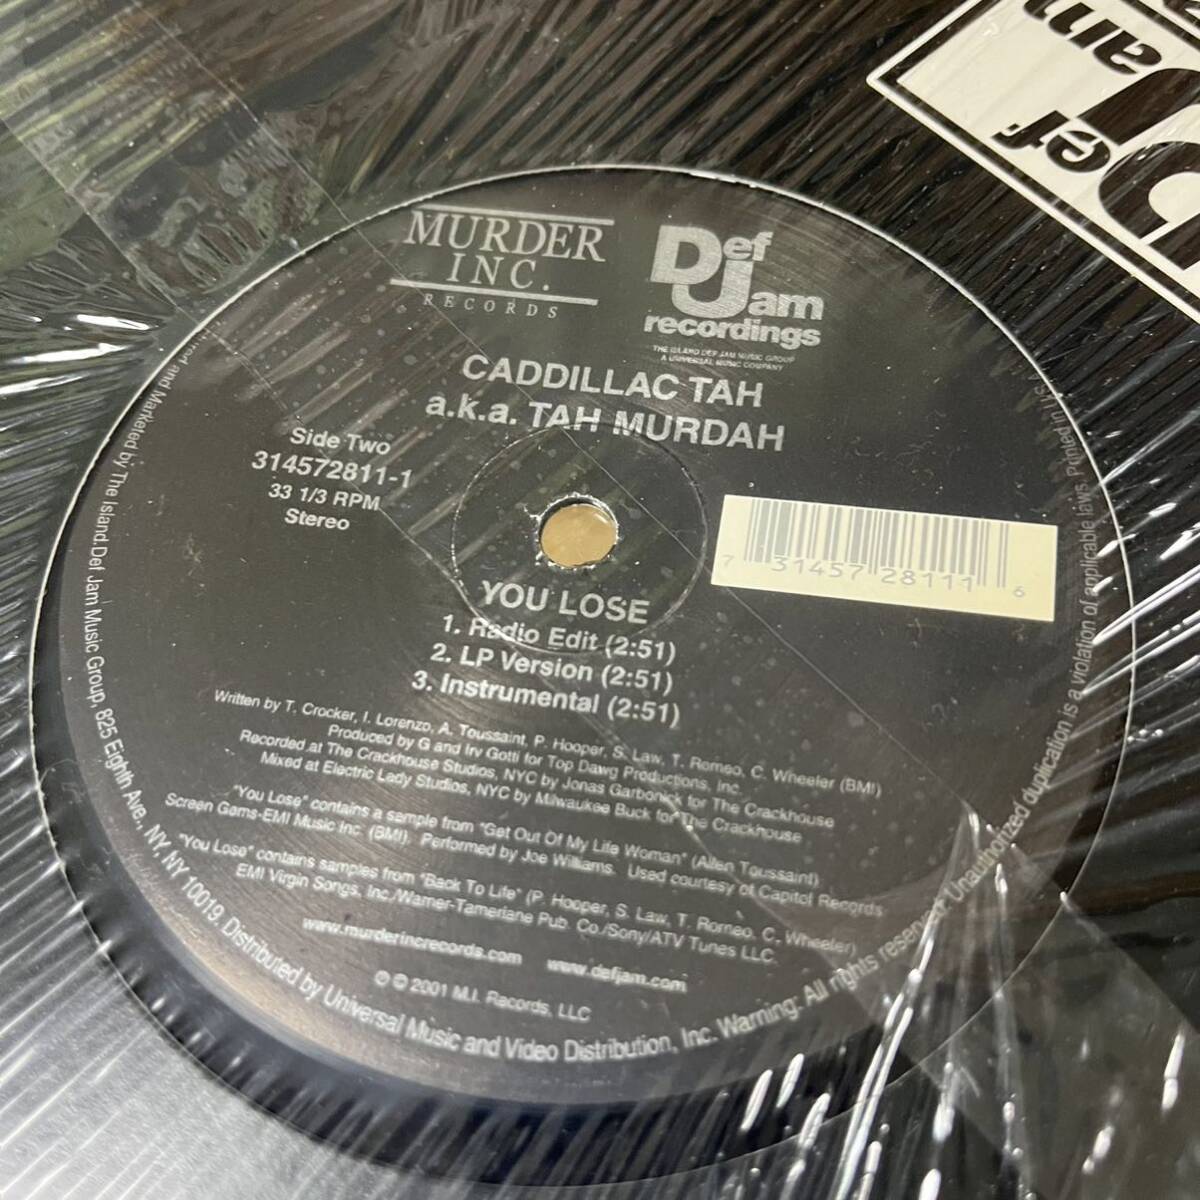 Def
Jam
MURDER
INC.
RECORDS
Def
Jam
recordings
THE ISLAND DEF JAM MUSIC GROUP
A UNIVERSAL MUSIC COMPANY
CADDILLAC TAH
a.k.a. TAH MURDAH
Side Two
314572811-1
33 1/3 RPM
Stereo
7 31457 28111 6
YOU LOSE
1. Radio Edit (2:51)
2. LP Version (2:51)
3. Instrumental (2:51)
Written by T. Crocker, I. Lorenzo, A. Toussaint, P. Hooper, S. Law, T. Romeo, C. Wheeler (BMI)
Produced by G and Irv Gotti for Top Dawg Productions, Inc.
Recorded at The Crackhouse Studios, NYC by Jonas Garbonick for The Crackhouse
Mixed at Electric Lady Studios, NYC by Milwaukee Buck for The Crackhouse
"You Lose" contains a sample from "Get Out Of My Life Woman" (Allen Toussaint)
Screen Gems-EMI Music Inc. (BMI). Performed by Joe Williams. Used courtesy of Capitol Records
"You Lose" contains samples from "Back To Life" (P. Hooper, S. Law, T. Romeo, C. Wheeler)
EMI Virgin Songs, Inc./Warner-Tamerlane Pub. Co./Sony/ATV Tunes LLC.
www.murderincrecords.com www.defjam.com
℗ © 2001 M.I. Records, LLC
and Marketed by The Island Def Jam Music Group, 825 Eighth Ave., NY, NY 10019. Distributed by Universal Music and Video Distribution, Inc. Warning: All rights reserved. Unauthorized duplication is a violation of applicable laws. Printed in U.S.A.